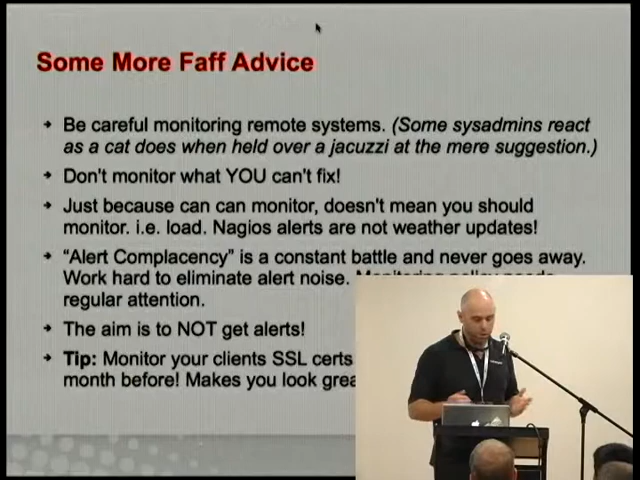 Some More Faff Advice
Be careful monitoring remote systems. (Some sysadmins react
as a cat does when held over a jacuzzi at the mere suggestion.)
Don't monitor what YOU can't fix!
Just because can can monitor, doesn't mean you should
monitor. i.e. load. Nagios alerts are not weather updates!
“Alert Complacency” is a constant battle and never goes away.
Work hard to eliminate alert noise. Monitoring policy needs
regular attention.
The aim is to NOT get alerts!
Tip: Monitor your clients SSL certs
month before! Makes you look